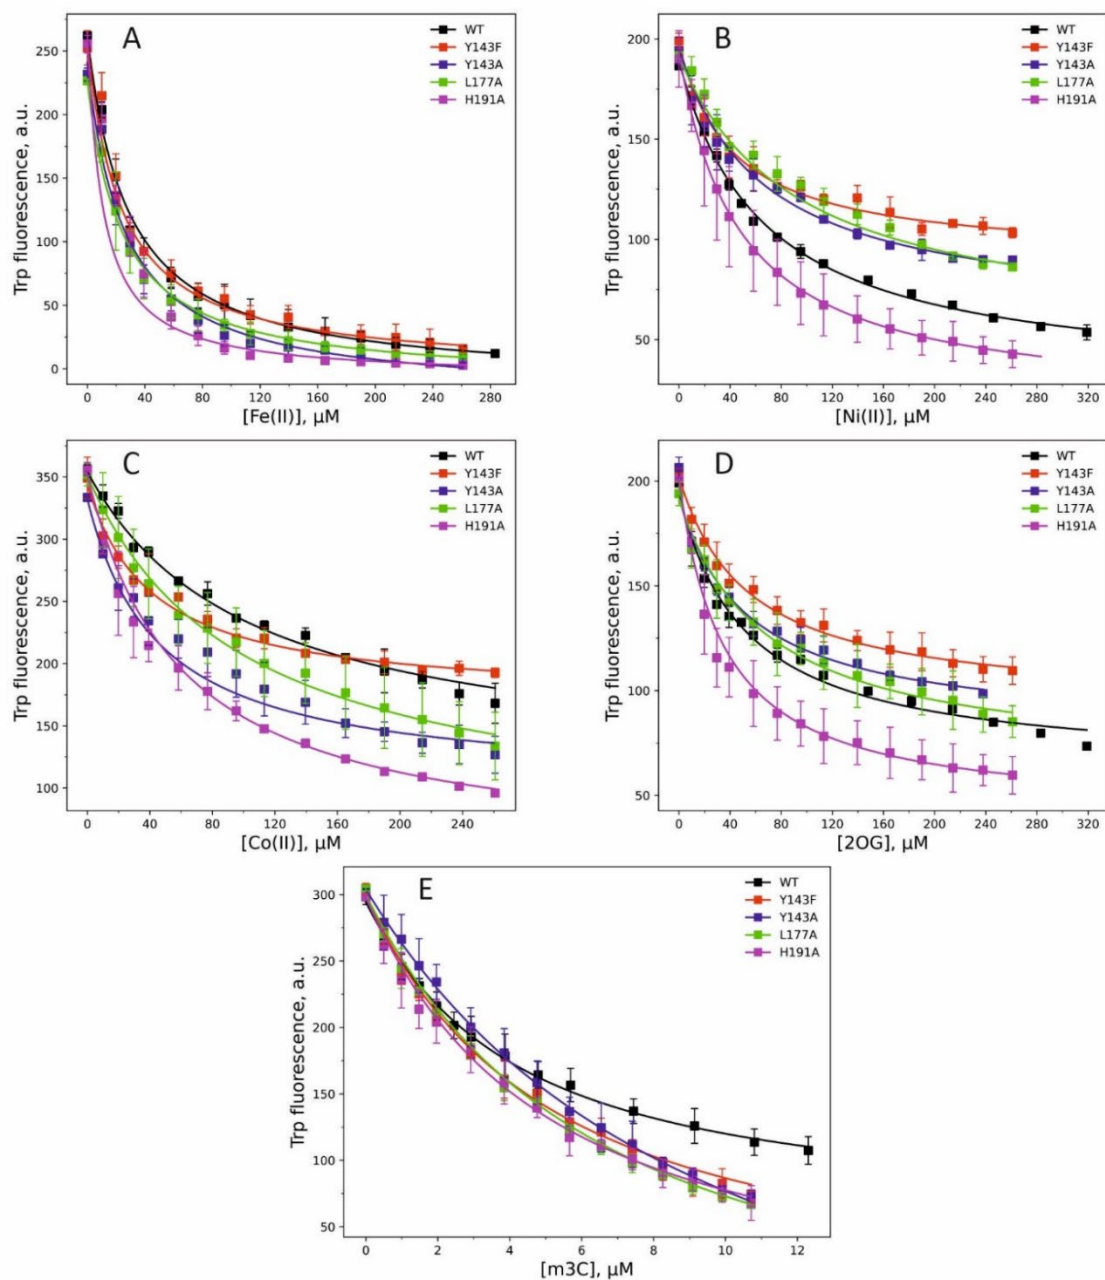 A
WT
Y143F
Y143A
L177A
H191A
250
200
150
100
50
0
Trp fluorescence, a.u.
0 40 80 120 160 200 240 280
[Fe(II)], μM
B
WT
Y143F
Y143A
L177A
H191A
200
150
100
50
Trp fluorescence, a.u.
0 40 80 120 160 200 240 280 320
[Ni(II)], μM
C
WT
Y143F
Y143A
L177A
H191A
350
300
250
200
150
100
Trp fluorescence, a.u.
0 40 80 120 160 200 240
[Co(II)], μM
D
WT
Y143F
Y143A
L177A
H191A
200
150
100
50
Trp fluorescence, a.u.
0 40 80 120 160 200 240 280 320
[2OG], μM
E
WT
Y143F
Y143A
L177A
H191A
300
250
200
150
100
50
Trp fluorescence, a.u.
0 2 4 6 8 10 12
[m3C], μM